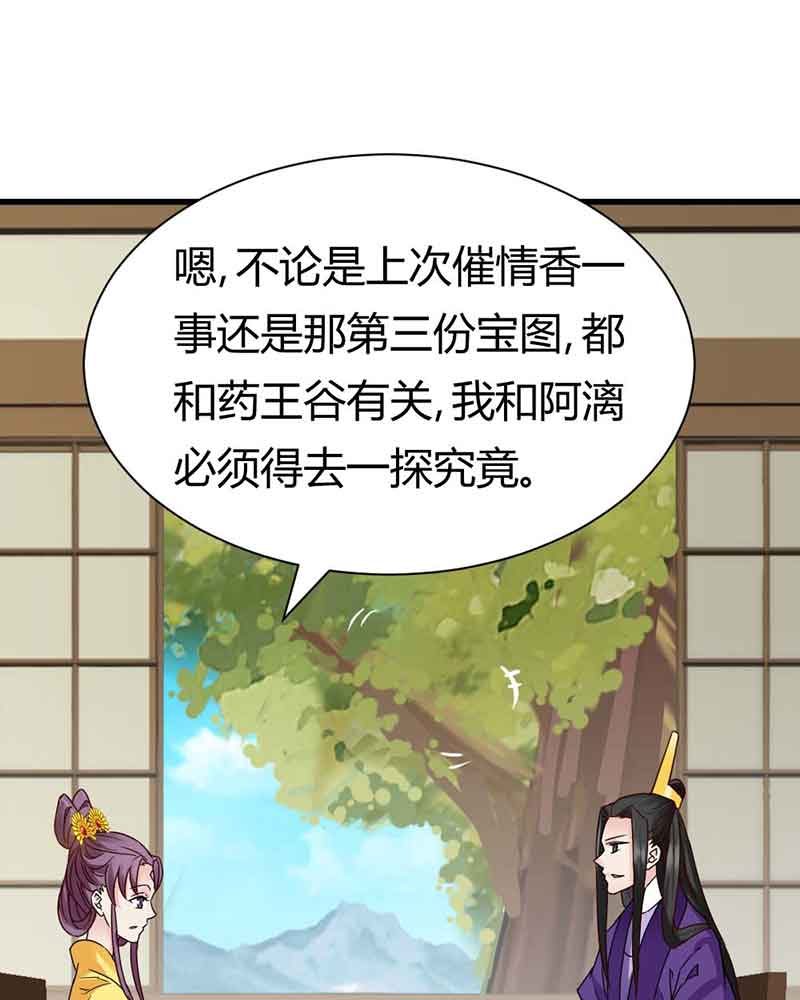 嗯,不论是上次催情香一
事还是那第三份宝图,都
和药王谷有关,我和阿漓
必须得去一探究竟。